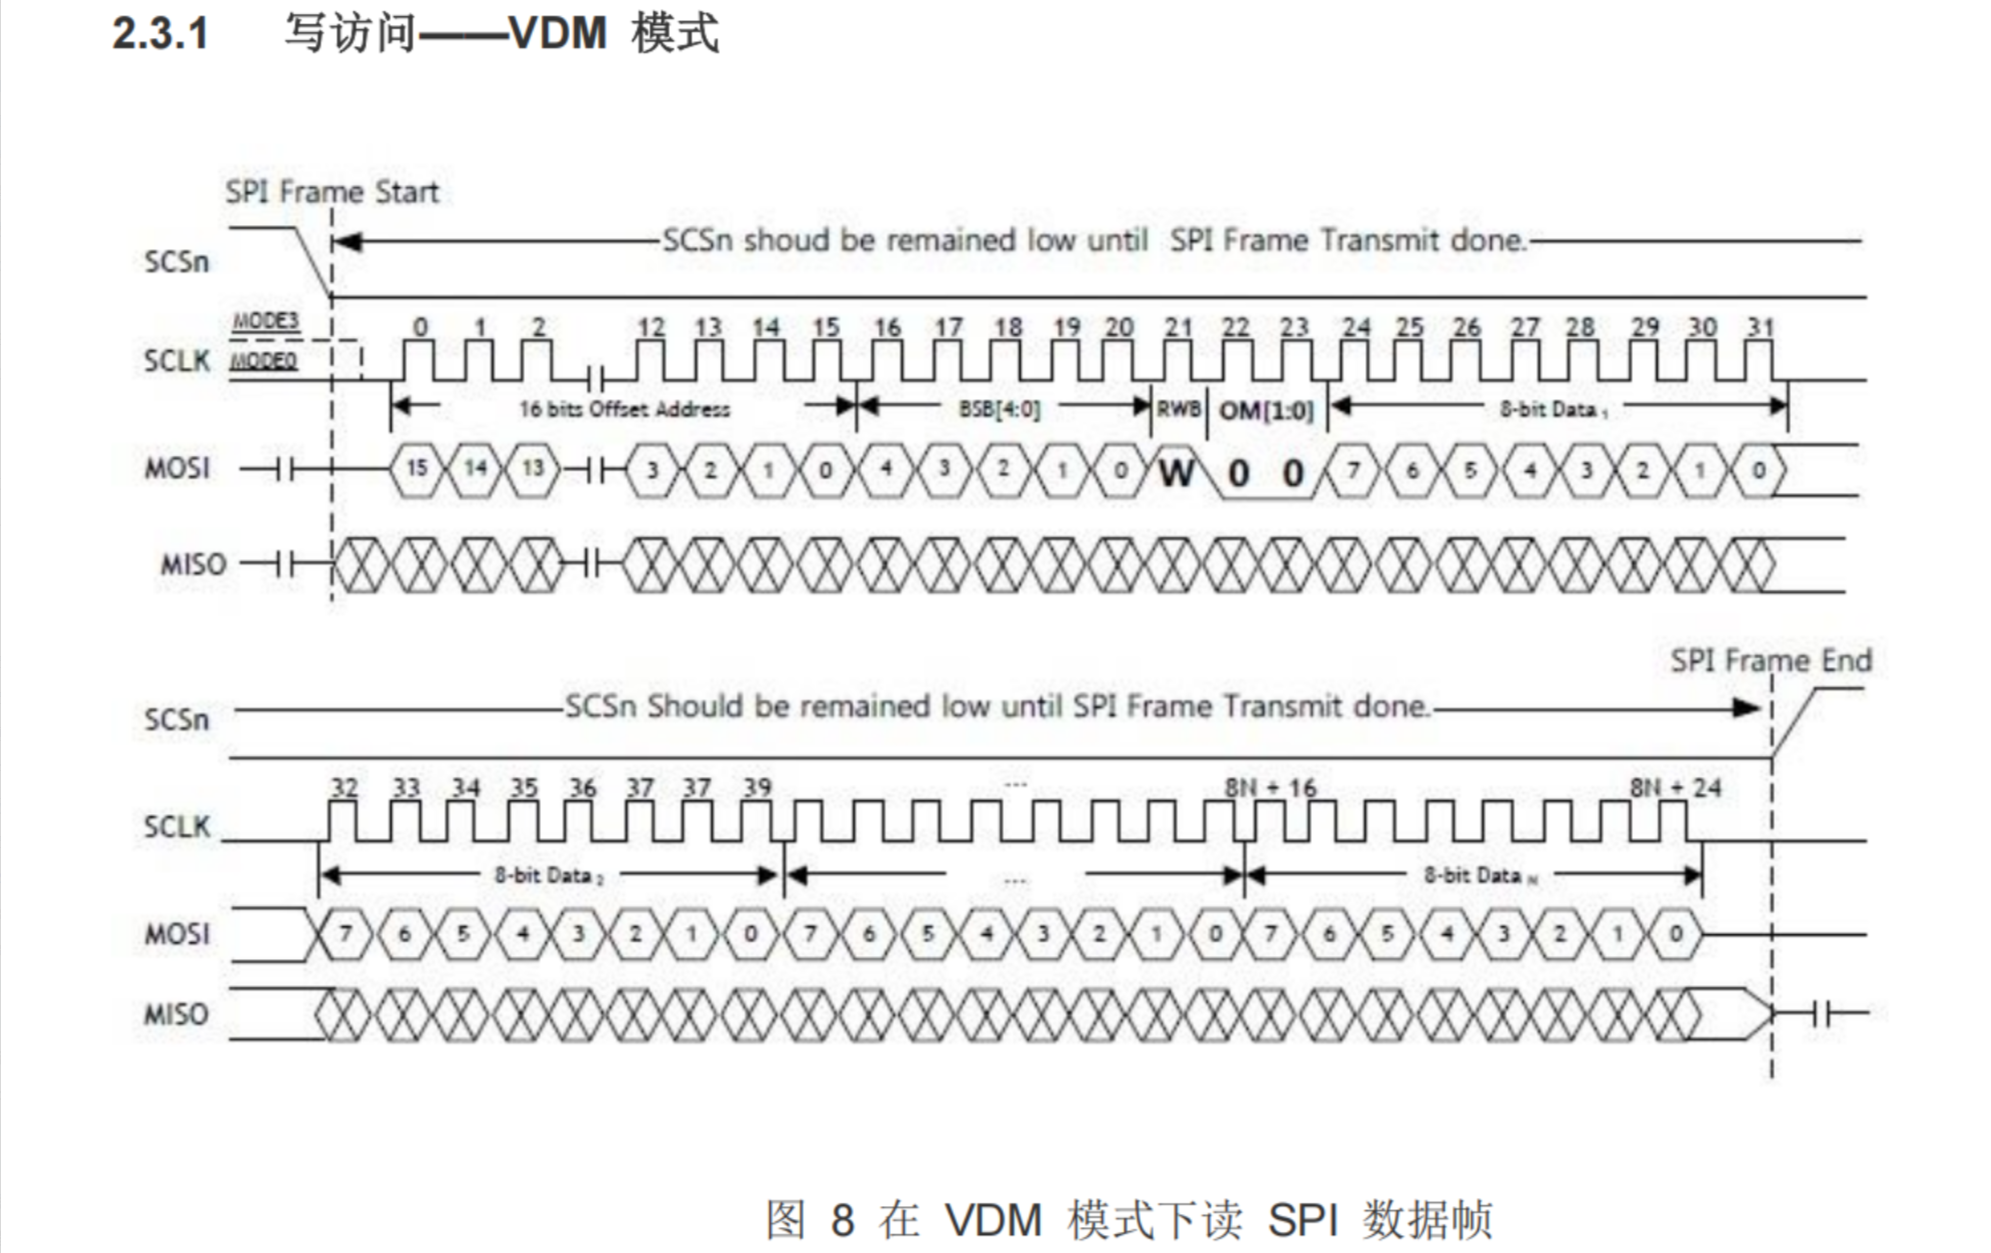 2.3.1 写访问——VDM 模式
SPI Frame Start
SCSn
SCSn shoud be remained low until SPI Frame Transmit done.
MODE3
0 1 2 12 13 14 15 16 17 18 19 20 21 22 23 24 25 26 27 28 29 30 31
SCLK MODE0
16 bits Offset Address BSB[4:0] RWB OM[1:0] 8-bit Data 1
MOSI 15 14 13 3 2 1 0 4 3 2 1 0 W 0 0 7 6 5 4 3 2 1 0
MISO
SPI Frame End
SCSn
SCSn Should be remained low until SPI Frame Transmit done.
32 33 34 35 36 37 37 39 ... 8N + 16 8N + 24
SCLK
8-bit Data 2 ... 8-bit Data N
MOSI 7 6 5 4 3 2 1 0 7 6 5 4 3 2 1 0 7 6 5 4 3 2 1 0
MISO
图 8 在 VDM 模式下读 SPI 数据帧